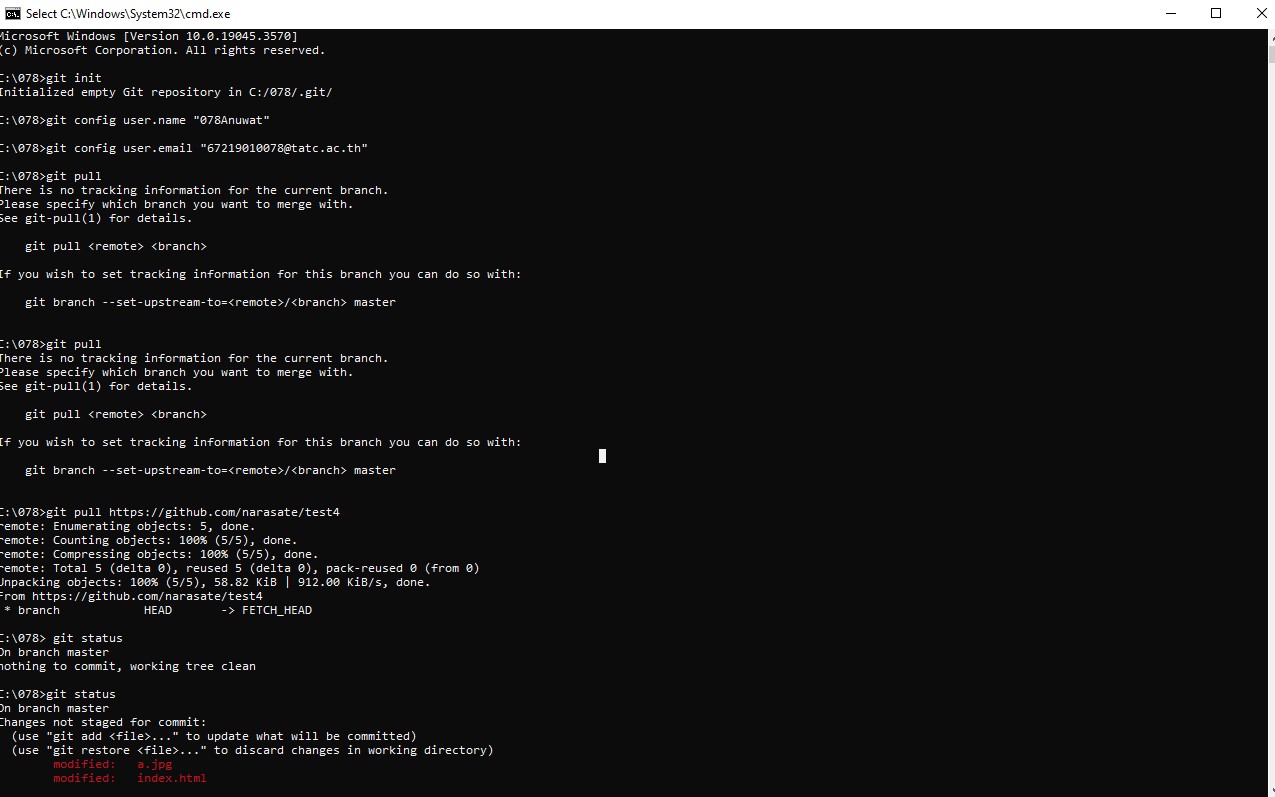 Select C:\Windows\System32\cmd.exe
Microsoft Windows [Version 10.0.19045.3570]
(c) Microsoft Corporation. All rights reserved.
C:\078>git init
Initialized empty Git repository in C:/078/.git/
C:\078>git config user.name "078Anuwat"
C:\078>git config user.email "67219010078@tatc.ac.th"
C:\078>git pull
There is no tracking information for the current branch.
Please specify which branch you want to merge with.
See git-pull(1) for details.
git pull <remote> <branch>
If you wish to set tracking information for this branch you can do so with:
git branch --set-upstream-to=<remote>/<branch> master
C:\078>git pull
There is no tracking information for the current branch.
Please specify which branch you want to merge with.
See git-pull(1) for details.
git pull <remote> <branch>
If you wish to set tracking information for this branch you can do so with:
git branch --set-upstream-to=<remote>/<branch> master
C:\078>git pull https://github.com/narasate/test4
remote: Enumerating objects: 5, done.
remote: Counting objects: 100% (5/5), done.
remote: Compressing objects: 100% (5/5), done.
remote: Total 5 (delta 0), reused 5 (delta 0), pack-reused 0 (from 0)
Unpacking objects: 100% (5/5), 58.82 KiB | 912.00 KiB/s, done.
From https://github.com/narasate/test4
* branch HEAD -> FETCH_HEAD
C:\078> git status
On branch master
nothing to commit, working tree clean
C:\078>git status
On branch master
Changes not staged for commit:
(use "git add <file>..." to update what will be committed)
(use "git restore <file>..." to discard changes in working directory)
modified: a.jpg
modified: index.html